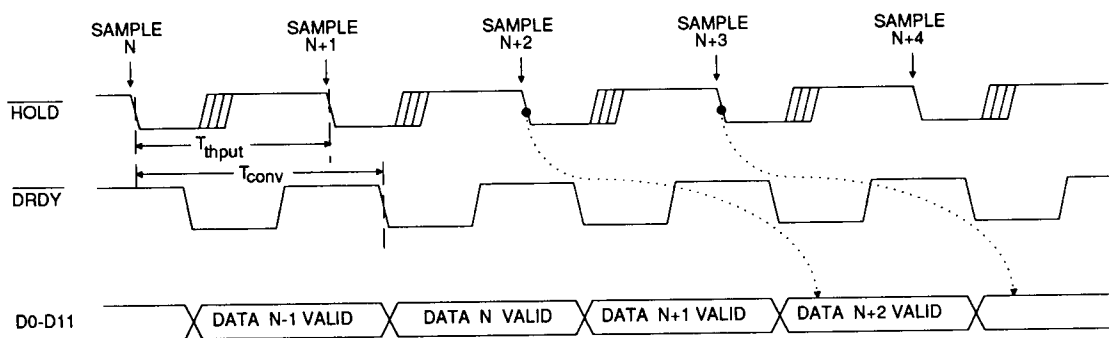 SAMPLE
N
SAMPLE
N+1
SAMPLE
N+2
SAMPLE
N+3
SAMPLE
N+4
HOLD
Tthput
Tconv
DRDY
D0-D11
DATA N-1 VALID
DATA N VALID
DATA N+1 VALID
DATA N+2 VALID